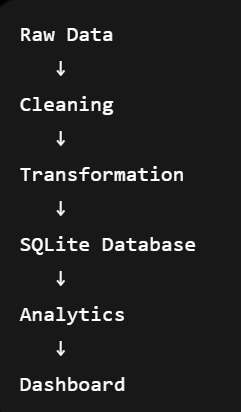 Raw Data
↓
Cleaning
↓
Transformation
↓
SQLite Database
↓
Analytics
↓
Dashboard